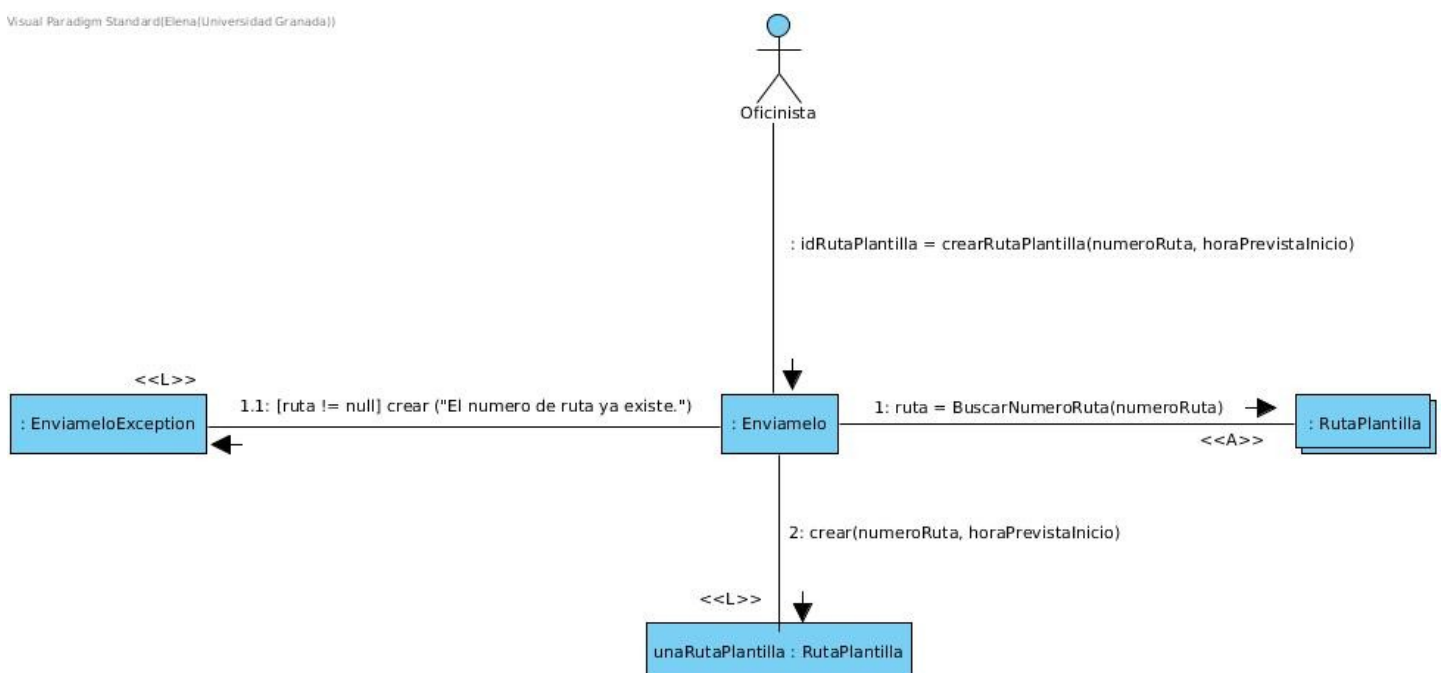 Visual Paradigm Standard(Elena(Universidad Granada))
Oficinista
: idRutaPlantilla = crearRutaPlantilla(numeroRuta, horaPrevistaInicio)
<<L>>
: EnviameloException
1.1: [ruta != null] crear ("El numero de ruta ya existe.")
: Enviamelo
1: ruta = BuscarNumeroRuta(numeroRuta)
<<A>>
: RutaPlantilla
2: crear(numeroRuta, horaPrevistaInicio)
<<L>>
unaRutaPlantilla : RutaPlantilla